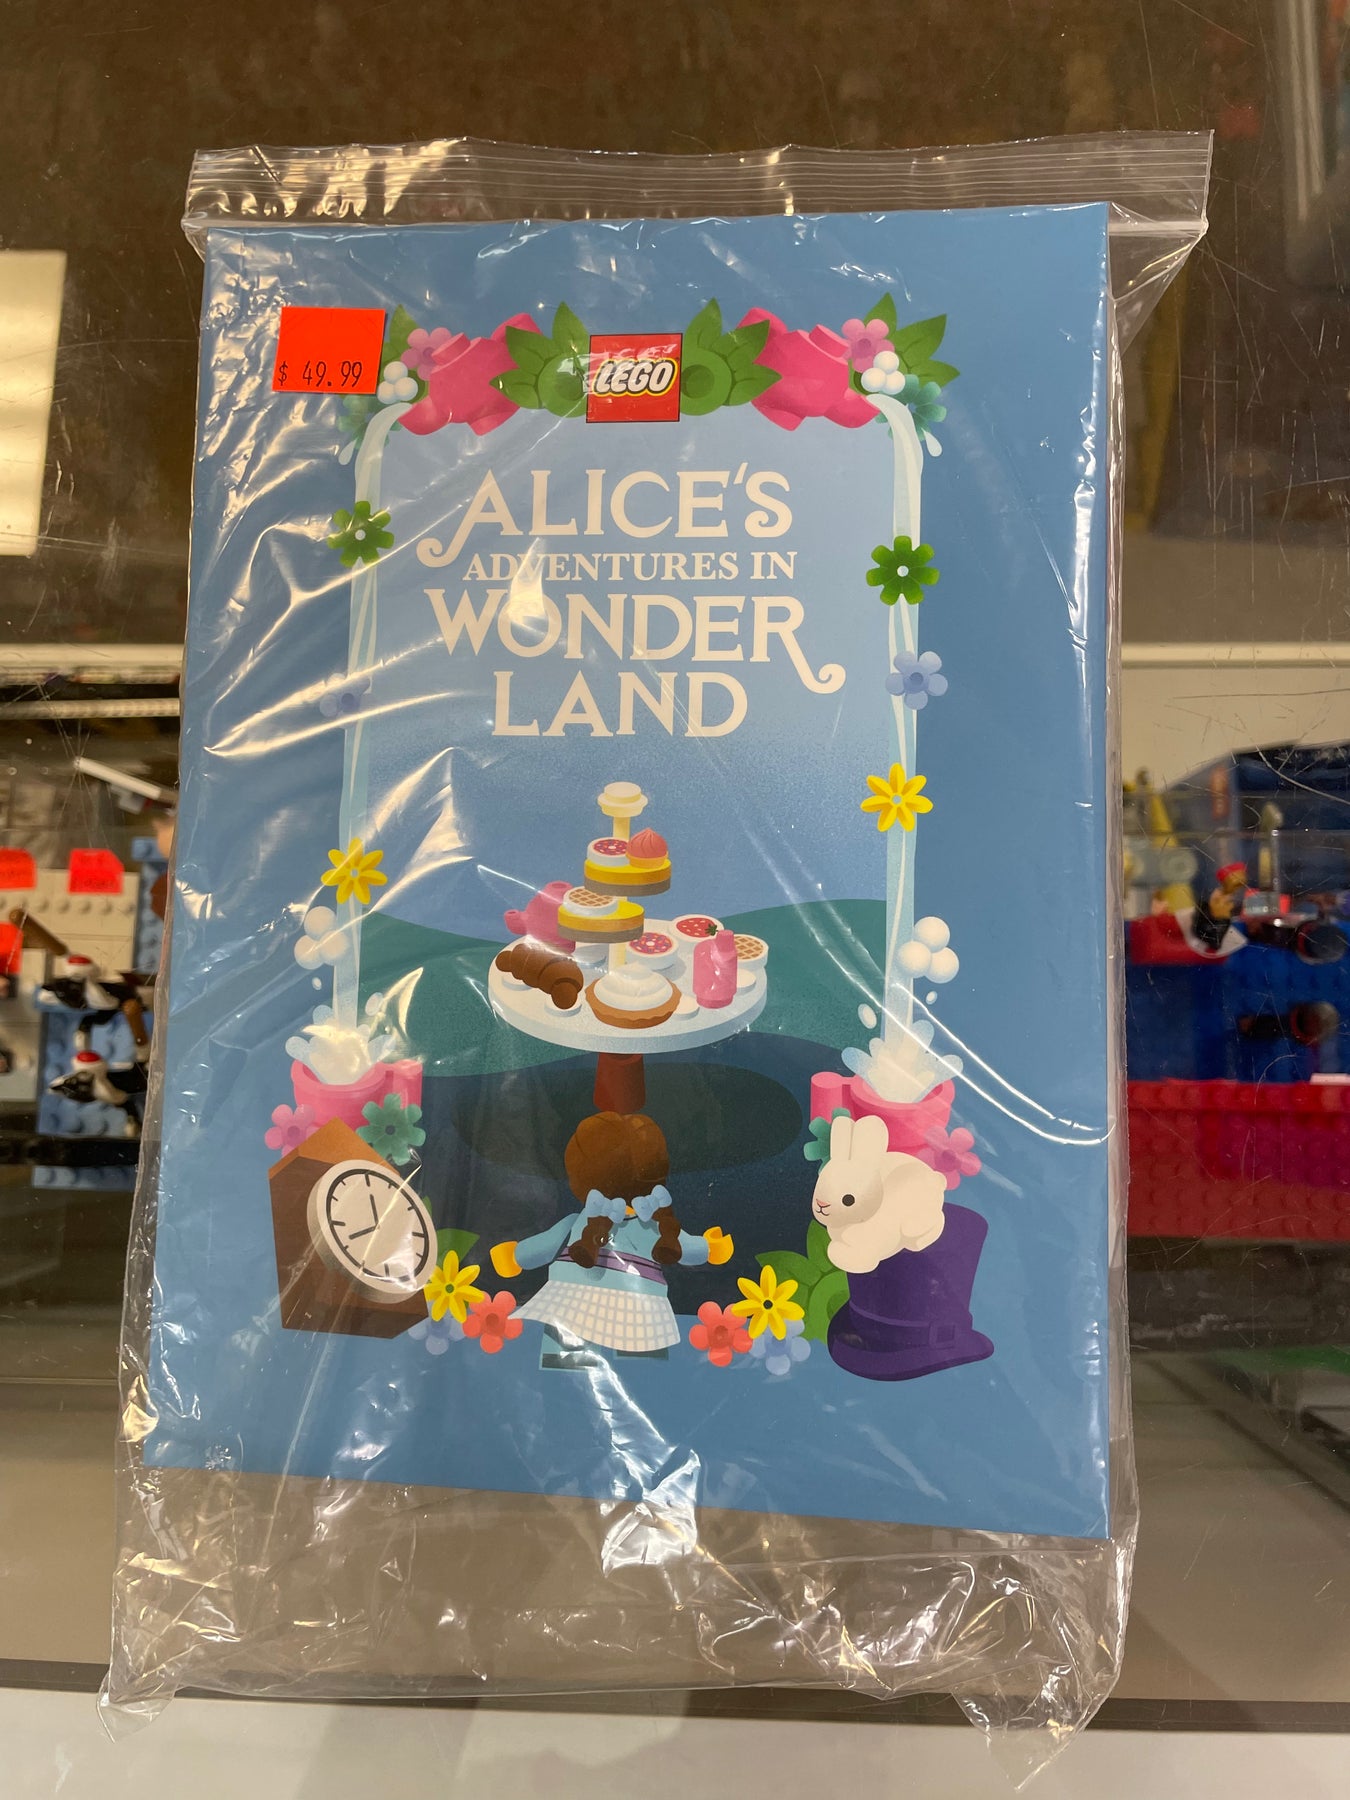 $ 49.99
LEGO
ALICE'S
ADVENTURES IN
WONDER
LAND